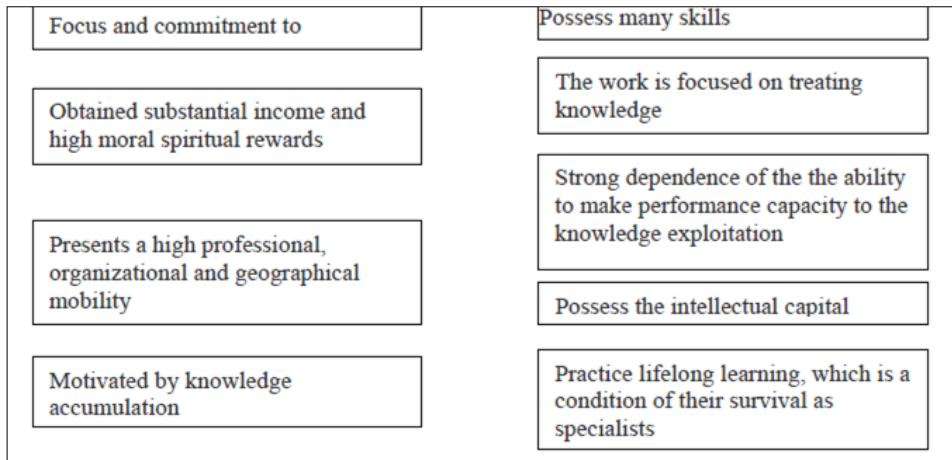 Focus and commitment to
Obtained substantial income and
high moral spiritual rewards
Presents a high professional,
organizational and geographical
mobility
Motivated by knowledge
accumulation
Possess many skills
The work is focused on treating
knowledge
Strong dependence of the the ability
to make performance capacity to the
knowledge exploitation
Possess the intellectual capital
Practice lifelong learning, which is a
condition of their survival as
specialists